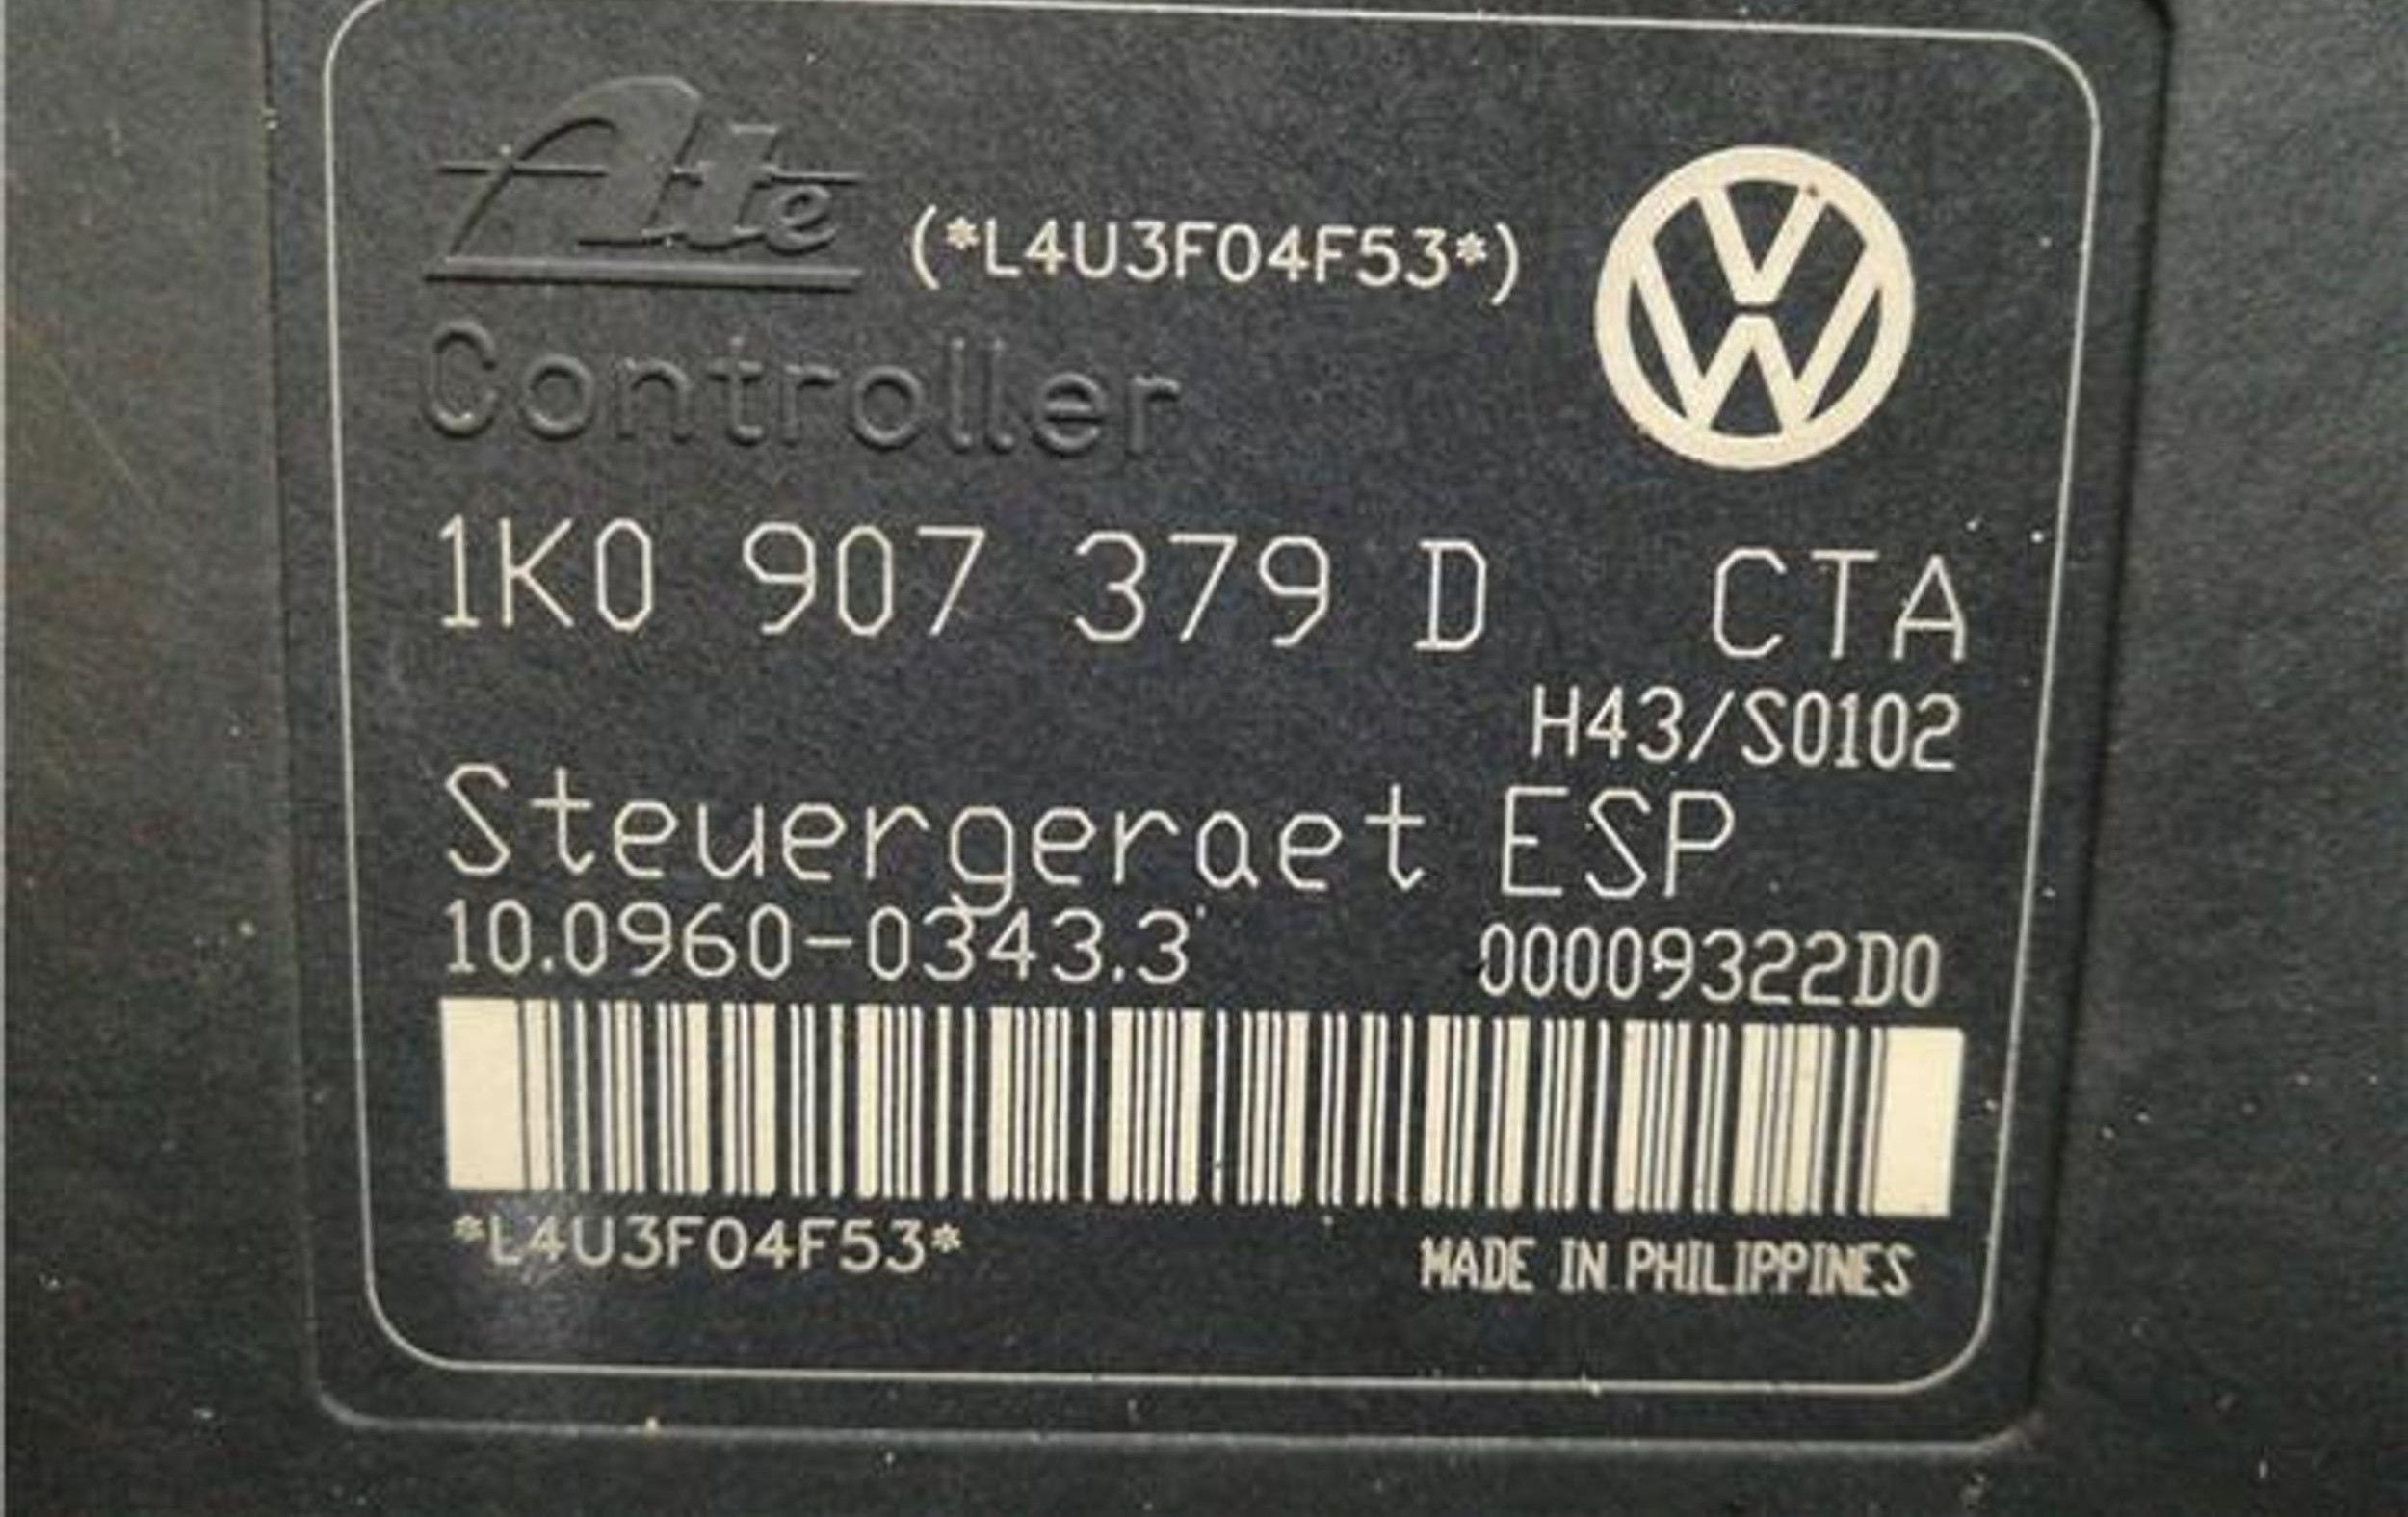 Ate (*L4U3F04F53*)
VW
Controller
1K0 907 379 D CTA
H43/S0102
Steuergeraet ESP
10.0960-0343.3 00009322D0
*L4U3F04F53* MADE IN PHILIPPINES